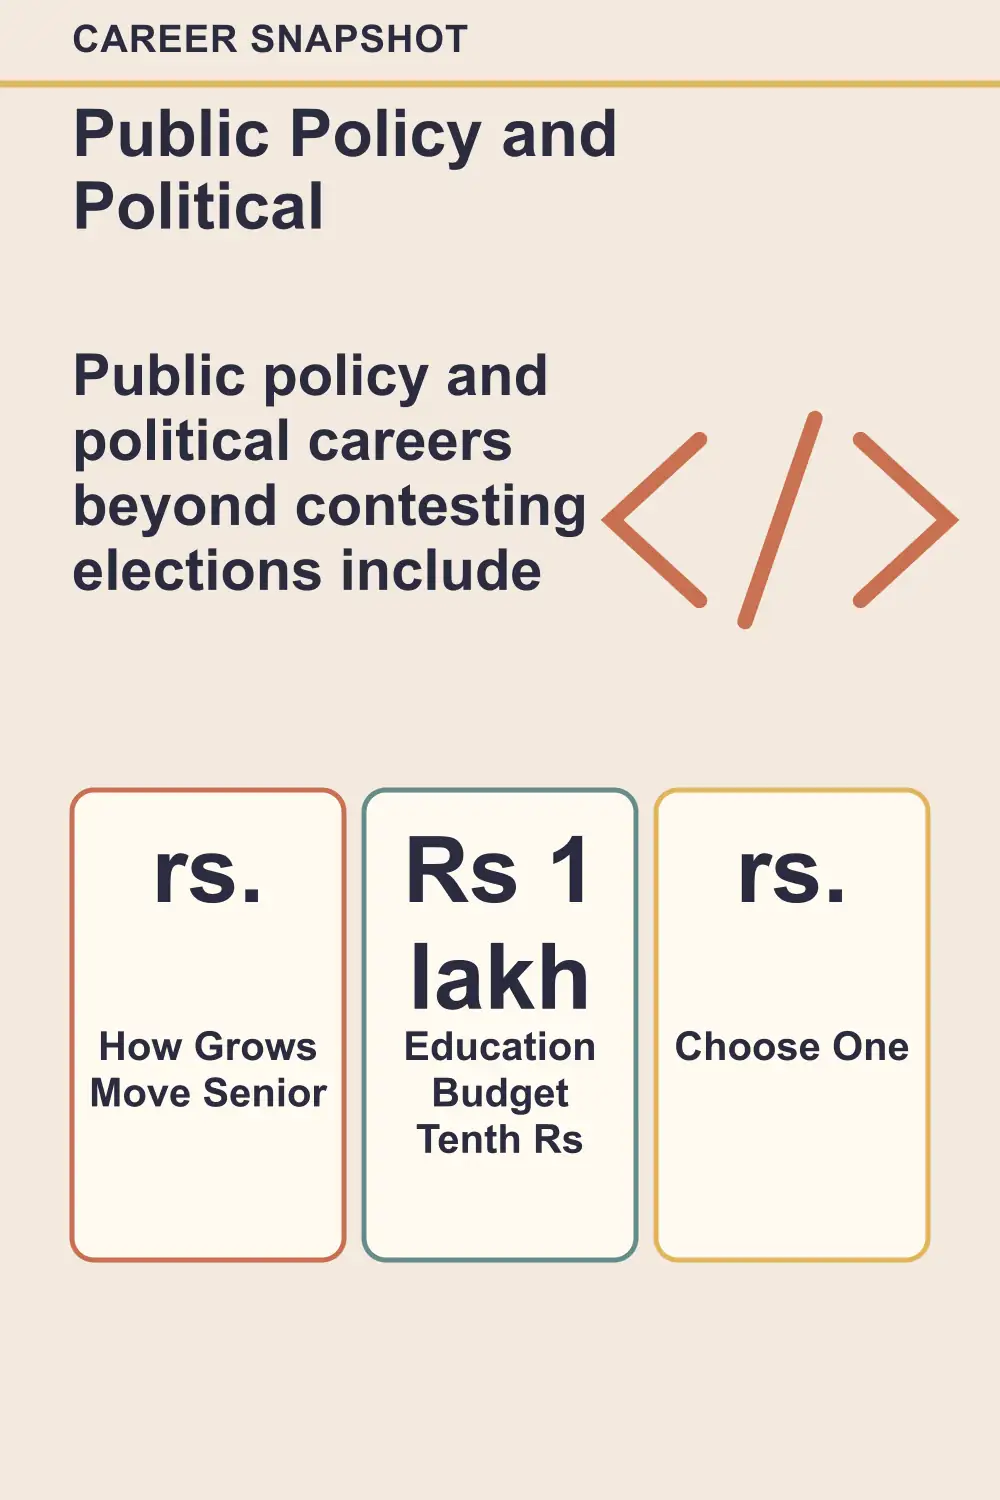 CAREER SNAPSHOT
Public Policy and
Political
Public policy and
political careers
beyond contesting
elections include
</>
rs.
How Grows
Move Senior
Rs 1
lakh
Education
Budget
Tenth Rs
rs.
Choose One